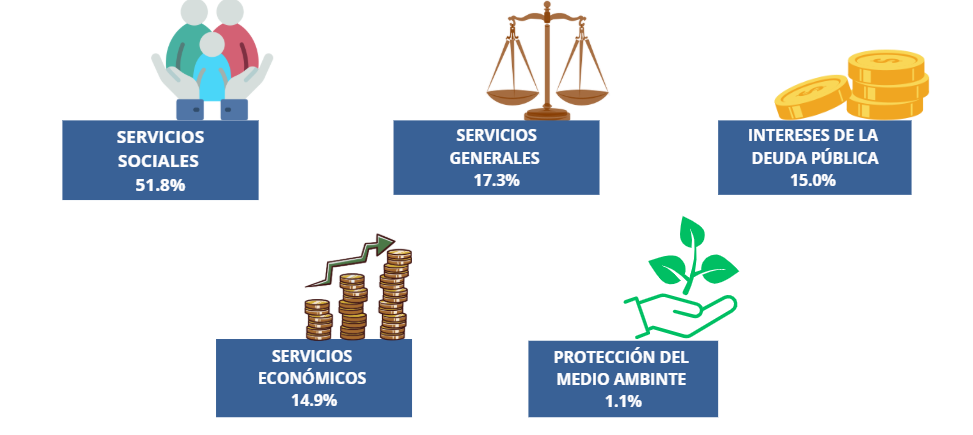 SERVICIOS
SOCIALES
51.8%
SERVICIOS
GENERALES
17.3%
INTERESES DE LA
DEUDA PÚBLICA
15.0%
SERVICIOS
ECONÓMICOS
14.9%
PROTECCIÓN DEL
MEDIO AMBINTE
1.1%